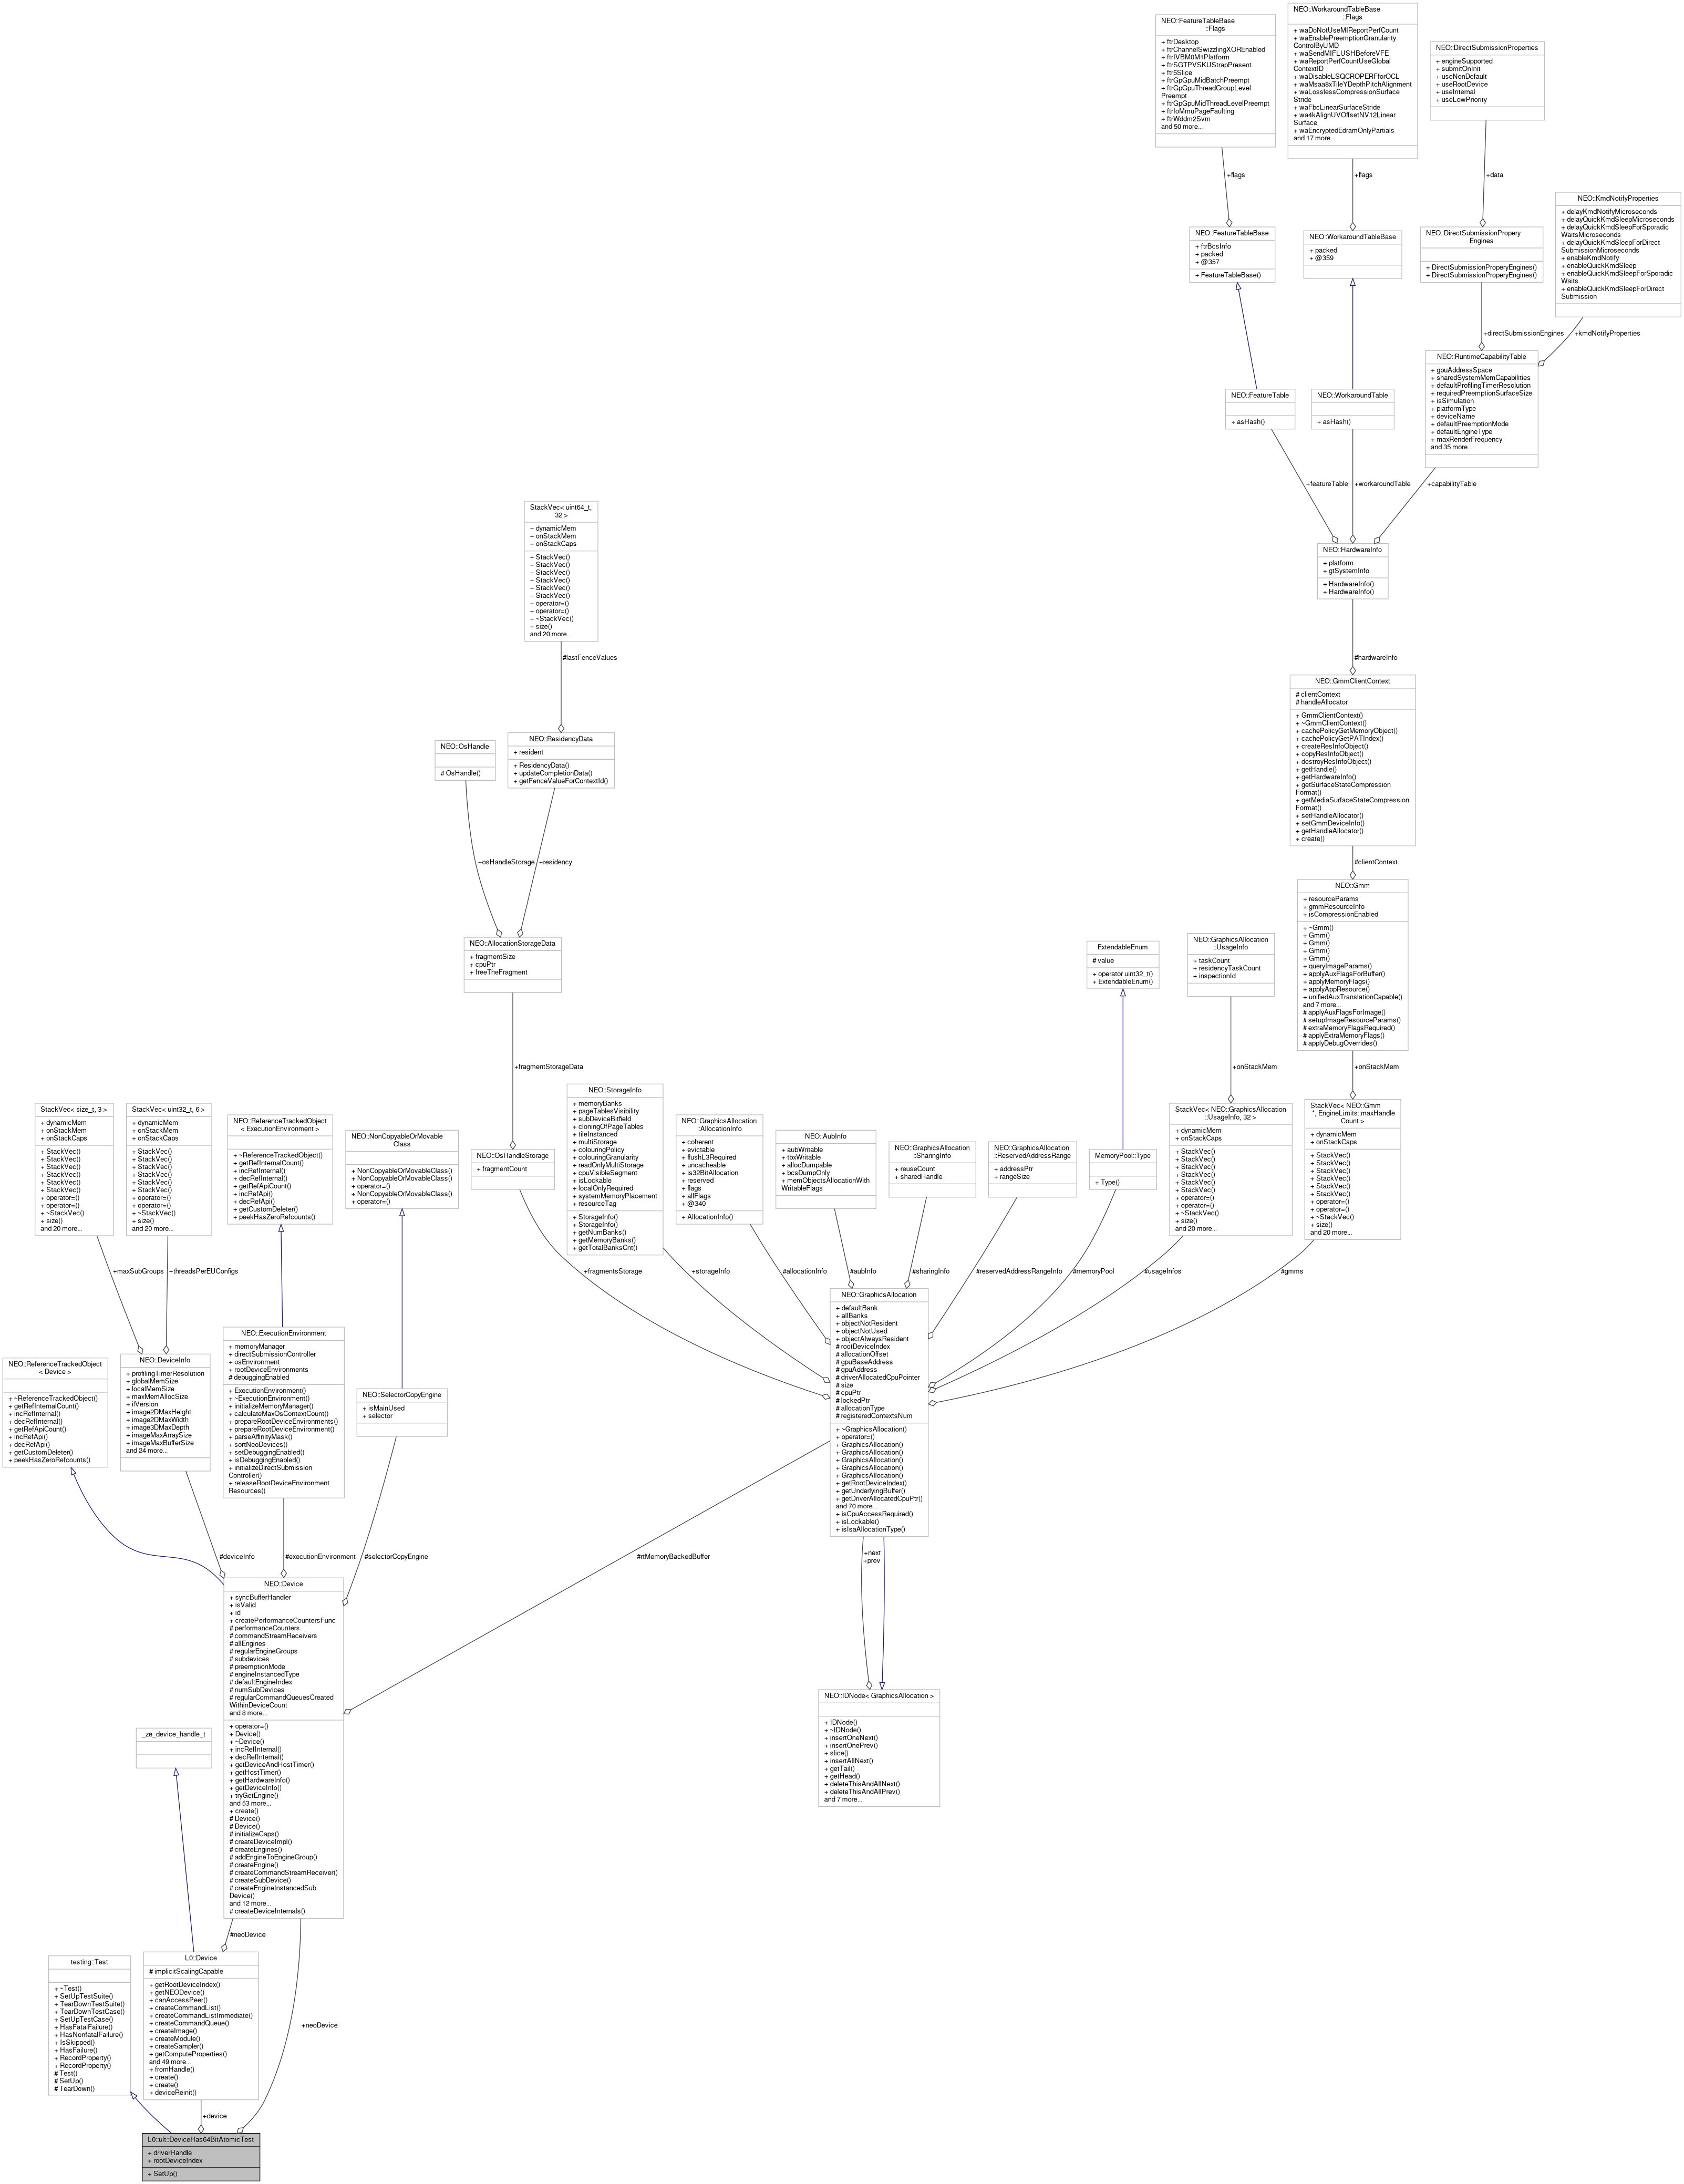 NEO::FeatureTableBase
::Flags
+ ftrDesktop
+ ftrChannelSwizzlingXOREnabled
+ ftrIVBM0M1Platform
+ ftrSGTPVSKUStrapPresent
+ ftr5Slice
+ ftrGpGpuMidBatchPreempt
+ ftrGpGpuThreadGroupLevel
Preempt
+ ftrGpGpuMidThreadLevelPreempt
+ ftrIoMmuPageFaulting
+ ftrWddm2Svm
and 50 more...
NEO::WorkaroundTableBase
::Flags
+ waDoNotUseMIReportPerfCount
+ waEnablePreemptionGranularity
ControlByUMD
+ waSendMIFLUSHBeforeVFE
+ waReportPerfCountUseGlobal
ContextID
+ waDisableLSQCROPERFforOCL
+ waMsaa8xTileYDepthPitchAlignment
+ waLosslessCompressionSurface
Stride
+ waFbcLinearSurfaceStride
+ wa4kAlignUVOffsetNV12Linear
Surface
+ waEncryptedEdramOnlyPartials
and 17 more...
NEO::DirectSubmissionProperties
+ engineSupported
+ submitOnInit
+ useNonDefault
+ useRootDevice
+ useInternal
+ useLowPriority
+flags
+flags
+data
NEO::KmdNotifyProperties
+ delayKmdNotifyMicroseconds
+ delayQuickKmdSleepMicroseconds
+ delayQuickKmdSleepForSporadic
WaitsMicroseconds
+ delayQuickKmdSleepForDirect
SubmissionMicroseconds
+ enableKmdNotify
+ enableQuickKmdSleep
+ enableQuickKmdSleepForSporadic
Waits
+ enableQuickKmdSleepForDirect
Submission
NEO::FeatureTableBase
+ ftrBcsInfo
+ packed
+ @357
+ FeatureTableBase()
NEO::WorkaroundTableBase
+ packed
+ @359
NEO::DirectSubmissionPropery
Engines
+ DirectSubmissionProperyEngines()
+ DirectSubmissionProperyEngines()
+directSubmissionEngines
+kmdNotifyProperties
NEO::RuntimeCapabilityTable
+ gpuAddressSpace
+ sharedSystemMemCapabilities
+ defaultProfilingTimerResolution
+ requiredPreemptionSurfaceSize
+ isSimulation
+ platformType
+ deviceName
+ defaultPreemptionMode
+ defaultEngineType
+ maxRenderFrequency
and 35 more...
NEO::FeatureTable
+ asHash()
NEO::WorkaroundTable
+ asHash()
+featureTable
+workaroundTable
+capabilityTable
NEO::HardwareInfo
+ platform
+ gtSystemInfo
+ HardwareInfo()
+ HardwareInfo()
#hardwareInfo
StackVec< uint64_t,
32 >
+ dynamicMem
+ onStackMem
+ onStackCaps
+ StackVec()
+ StackVec()
+ StackVec()
+ StackVec()
+ StackVec()
+ StackVec()
+ operator=()
+ operator=()
+ ~StackVec()
+ size()
and 20 more...
#lastFenceValues
NEO::GmmClientContext
# clientContext
# handleAllocator
+ GmmClientContext()
+ ~GmmClientContext()
+ cachePolicyGetMemoryObject()
+ cachePolicyGetPATIndex()
+ createResInfoObject()
+ copyResInfoObject()
+ destroyResInfoObject()
+ getHandle()
+ getHardwareInfo()
+ getSurfaceStateCompression
Format()
+ getMediaSurfaceStateCompression
Format()
+ setHandleAllocator()
+ setGmmDeviceInfo()
+ getHandleAllocator()
+ create()
#clientContext
NEO::OsHandle
# OsHandle()
NEO::ResidencyData
+ resident
+ ResidencyData()
+ updateCompletionData()
+ getFenceValueForContextId()
+osHandleStorage
+residency
NEO::Gmm
+ resourceParams
+ gmmResourceInfo
+ isCompressionEnabled
+ ~Gmm()
+ Gmm()
+ Gmm()
+ Gmm()
+ Gmm()
+ queryImageParams()
+ applyAuxFlagsForBuffer()
+ applyMemoryFlags()
+ applyAppResource()
+ unifiedAuxTranslationCapable()
and 7 more...
# applyAuxFlagsForImage()
# setupImageResourceParams()
# extraMemoryFlagsRequired()
# applyExtraMemoryFlags()
# applyDebugOverrides()
+onStackMem
NEO::AllocationStorageData
+ fragmentSize
+ cpuPtr
+ freeTheFragment
+fragmentStorageData
ExtendableEnum
# value
+ operator uint32_t()
+ ExtendableEnum()
NEO::GraphicsAllocation
::UsageInfo
+ taskCount
+ residencyTaskCount
+ inspectionId
+onStackMem
StackVec< size_t, 3 >
+ dynamicMem
+ onStackMem
+ onStackCaps
+ StackVec()
+ StackVec()
+ StackVec()
+ StackVec()
+ StackVec()
+ StackVec()
+ operator=()
+ operator=()
+ ~StackVec()
+ size()
and 20 more...
StackVec< uint32_t, 6 >
+ dynamicMem
+ onStackMem
+ onStackCaps
+ StackVec()
+ StackVec()
+ StackVec()
+ StackVec()
+ StackVec()
+ StackVec()
+ operator=()
+ operator=()
+ ~StackVec()
+ size()
and 20 more...
NEO::ReferenceTrackedObject
< ExecutionEnvironment >
+ ~ReferenceTrackedObject()
+ getRefInternalCount()
+ incRefInternal()
+ decRefInternal()
+ getRefApiCount()
+ incRefApi()
+ decRefApi()
+ getCustomDeleter()
+ peekHasZeroRefcounts()
NEO::NonCopyableOrMovable
Class
+ NonCopyableOrMovableClass()
+ NonCopyableOrMovableClass()
+ operator=()
+ NonCopyableOrMovableClass()
+ operator=()
NEO::OsHandleStorage
+ fragmentCount
NEO::StorageInfo
+ memoryBanks
+ pageTablesVisibility
+ subDeviceBitfield
+ cloningOfPageTables
+ tileInstanced
+ multiStorage
+ colouringPolicy
+ colouringGranularity
+ readOnlyMultiStorage
+ cpuVisibleSegment
+ isLockable
+ localOnlyRequired
+ systemMemoryPlacement
+ resourceTag
+ StorageInfo()
+ StorageInfo()
+ getNumBanks()
+ getMemoryBanks()
+ getTotalBanksCnt()
NEO::GraphicsAllocation
::AllocationInfo
+ coherent
+ evictable
+ flushL3Required
+ uncacheable
+ is32BitAllocation
+ reserved
+ flags
+ allFlags
+ @340
+ AllocationInfo()
NEO::AubInfo
+ aubWritable
+ tbxWritable
+ allocDumpable
+ bcsDumpOnly
+ memObjectsAllocationWith
WritableFlags
NEO::GraphicsAllocation
::SharingInfo
+ reuseCount
+ sharedHandle
NEO::GraphicsAllocation
::ReservedAddressRange
+ addressPtr
+ rangeSize
MemoryPool::Type
+ Type()
StackVec< NEO::GraphicsAllocation
::UsageInfo, 32 >
+ dynamicMem
+ onStackCaps
+ StackVec()
+ StackVec()
+ StackVec()
+ StackVec()
+ StackVec()
+ StackVec()
+ operator=()
+ operator=()
+ ~StackVec()
+ size()
and 20 more...
StackVec< NEO::Gmm
*, EngineLimits::maxHandle
Count >
+ dynamicMem
+ onStackCaps
+ StackVec()
+ StackVec()
+ StackVec()
+ StackVec()
+ StackVec()
+ StackVec()
+ operator=()
+ operator=()
+ ~StackVec()
+ size()
and 20 more...
+maxSubGroups
+threadsPerEUConfigs
+fragmentsStorage
+storageInfo
#allocationInfo
#aubInfo
#sharingInfo
#reservedAddressRangeInfo
#memoryPool
#usageInfos
#gmms
NEO::ReferenceTrackedObject
< Device >
+ ~ReferenceTrackedObject()
+ getRefInternalCount()
+ incRefInternal()
+ decRefInternal()
+ getRefApiCount()
+ incRefApi()
+ decRefApi()
+ getCustomDeleter()
+ peekHasZeroRefcounts()
NEO::DeviceInfo
+ profilingTimerResolution
+ globalMemSize
+ localMemSize
+ maxMemAllocSize
+ ilVersion
+ image2DMaxHeight
+ image2DMaxWidth
+ image3DMaxDepth
+ imageMaxArraySize
+ imageMaxBufferSize
and 24 more...
NEO::ExecutionEnvironment
+ memoryManager
+ directSubmissionController
+ osEnvironment
+ rootDeviceEnvironments
# debuggingEnabled
+ ExecutionEnvironment()
+ ~ExecutionEnvironment()
+ initializeMemoryManager()
+ calculateMaxOsContextCount()
+ prepareRootDeviceEnvironments()
+ prepareRootDeviceEnvironment()
+ parseAffinityMask()
+ sortNeoDevices()
+ setDebuggingEnabled()
+ isDebuggingEnabled()
+ initializeDirectSubmission
Controller()
+ releaseRootDeviceEnvironment
Resources()
NEO::SelectorCopyEngine
+ isMainUsed
+ selector
NEO::GraphicsAllocation
+ defaultBank
+ allBanks
+ objectNotResident
+ objectNotUsed
+ objectAlwaysResident
# rootDeviceIndex
# allocationOffset
# gpuBaseAddress
# gpuAddress
# driverAllocatedCpuPointer
# size
# cpuPtr
# lockedPtr
# allocationType
# registeredContextsNum
+ ~GraphicsAllocation()
+ operator=()
+ GraphicsAllocation()
+ GraphicsAllocation()
+ GraphicsAllocation()
+ GraphicsAllocation()
+ GraphicsAllocation()
+ getRootDeviceIndex()
+ getUnderlyingBuffer()
+ getDriverAllocatedCpuPtr()
and 70 more...
+ isCpuAccessRequired()
+ isLockable()
+ isIsaAllocationType()
#deviceInfo
#executionEnvironment
#selectorCopyEngine
#rtMemoryBackedBuffer
+next
+prev
NEO::Device
+ syncBufferHandler
+ isValid
+ id
+ createPerformanceCountersFunc
# performanceCounters
# commandStreamReceivers
# allEngines
# regularEngineGroups
# subdevices
# preemptionMode
# engineInstancedType
# defaultEngineIndex
# numSubDevices
# regularCommandQueuesCreated
WithinDeviceCount
and 8 more...
+ operator=()
+ Device()
+ ~Device()
+ incRefInternal()
+ decRefInternal()
+ getDeviceAndHostTimer()
+ getHostTimer()
+ getHardwareInfo()
+ getDeviceInfo()
+ tryGetEngine()
and 53 more...
+ create()
# Device()
# Device()
# initializeCaps()
# createDeviceImpl()
# createEngines()
# addEngineToEngineGroup()
# createEngine()
# createCommandStreamReceiver()
# createSubDevice()
# createEngineInstancedSub
Device()
and 12 more...
# createDeviceInternals()
NEO::IDNode< GraphicsAllocation >
+ IDNode()
+ ~IDNode()
+ insertOneNext()
+ insertOnePrev()
+ slice()
+ insertAllNext()
+ getTail()
+ getHead()
+ deleteThisAndAllNext()
+ deleteThisAndAllPrev()
and 7 more...
_ze_device_handle_t
#neoDevice
testing::Test
+ ~Test()
+ SetUpTestSuite()
+ TearDownTestSuite()
+ TearDownTestCase()
+ SetUpTestCase()
+ HasFatalFailure()
+ HasNonfatalFailure()
+ IsSkipped()
+ HasFailure()
+ RecordProperty()
+ RecordProperty()
# Test()
# SetUp()
# TearDown()
L0::Device
# implicitScalingCapable
+ getRootDeviceIndex()
+ getNEODevice()
+ canAccessPeer()
+ createCommandList()
+ createCommandListImmediate()
+ createCommandQueue()
+ createImage()
+ createModule()
+ createSampler()
+ getComputeProperties()
and 49 more...
+ fromHandle()
+ create()
+ create()
+ deviceReinit()
+neoDevice
+device
L0::ult::DeviceHas64BitAtomicTest
+ driverHandle
+ rootDeviceIndex
+ SetUp()